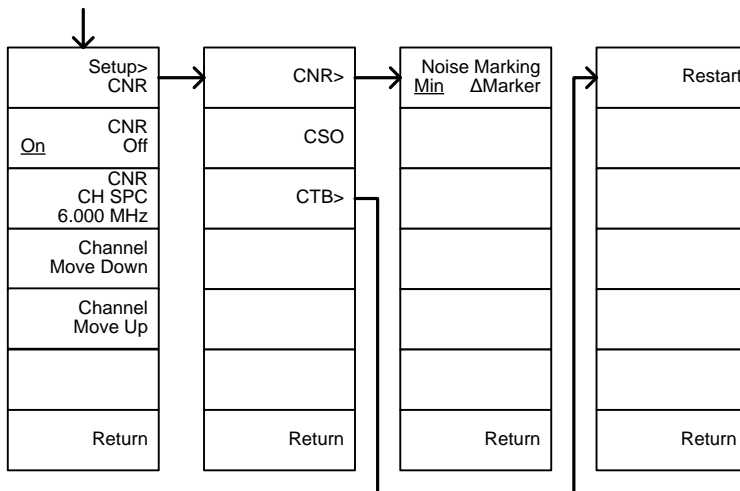 Setup>
CNR
CNR
On Off
CNR
CH SPC
6.000 MHz
Channel
Move Down
Channel
Move Up
Return
CNR>
CSO
CTB>
Return
Noise Marking
Min ΔMarker
Return
Restart
Return